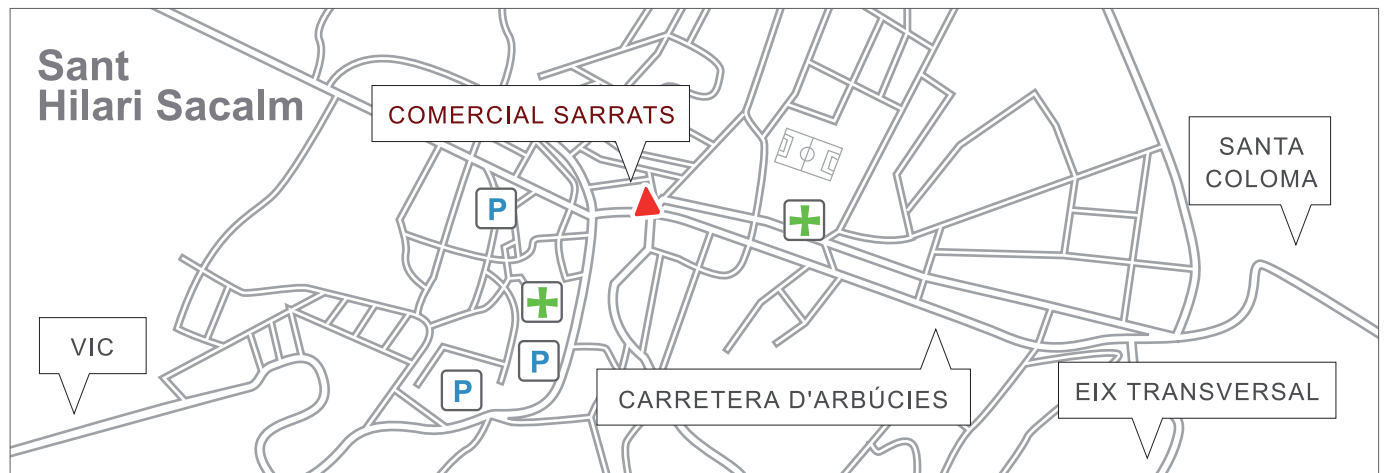 Sant
Hilari Sacalm
COMERCIAL SARRATS
SANTA
COLOMA
P
VIC
P
P
CARRETERA D'ARBÚCIES
EIX TRANSVERSAL